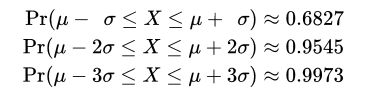 Pr(μ − σ ≤ X ≤ μ + σ) ≈ 0.6827
Pr(μ − 2σ ≤ X ≤ μ + 2σ) ≈ 0.9545
Pr(μ − 3σ ≤ X ≤ μ + 3σ) ≈ 0.9973